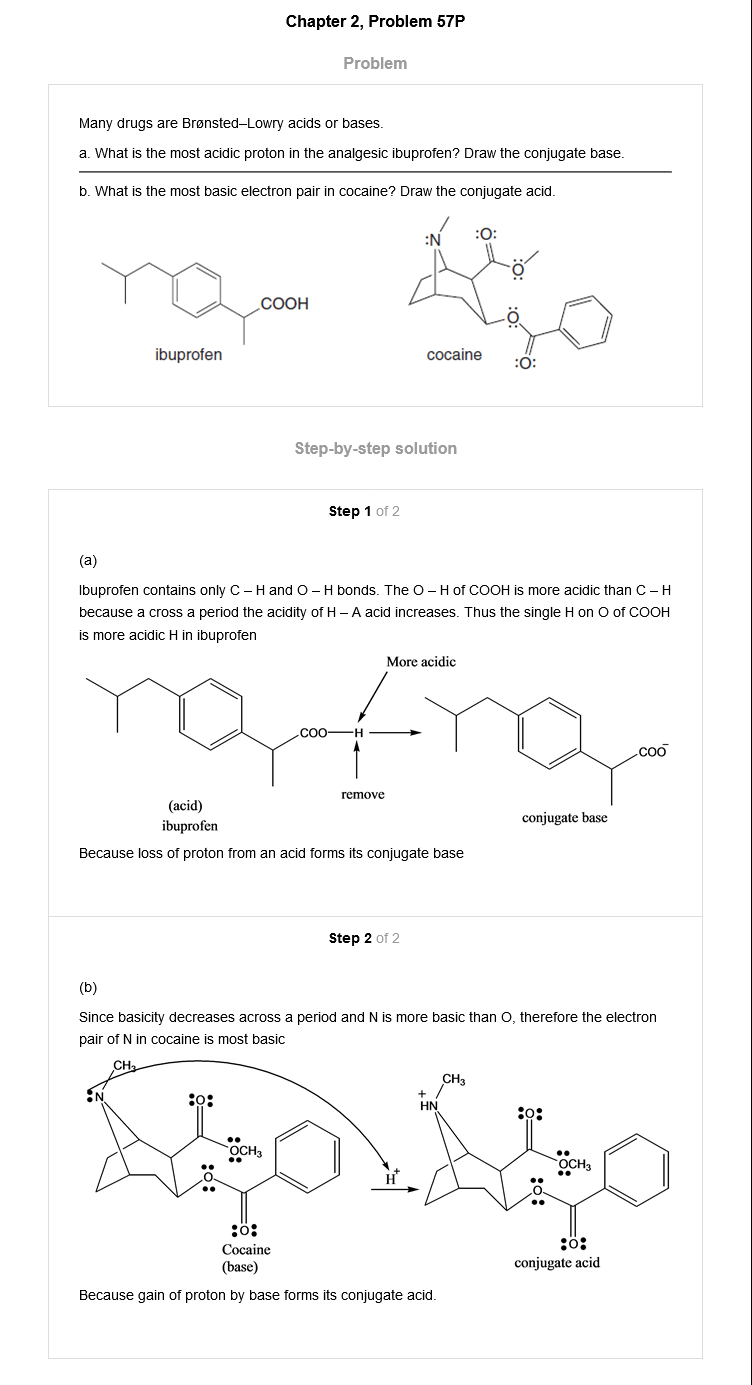 Chapter 2, Problem 57P
Problem
Many drugs are Brønsted–Lowry acids or bases.
a. What is the most acidic proton in the analgesic ibuprofen? Draw the conjugate base.
b. What is the most basic electron pair in cocaine? Draw the conjugate acid.
:N
:O:
Ö
COOH
Ö
:O:
ibuprofen
cocaine
Step-by-step solution
Step 1 of 2
(a)
Ibuprofen contains only C – H and O – H bonds. The O – H of COOH is more acidic than C – H
because a cross a period the acidity of H – A acid increases. Thus the single H on O of COOH
is more acidic H in ibuprofen
More acidic
COO
H
COO⁻
remove
(acid)
ibuprofen
conjugate base
Because loss of proton from an acid forms its conjugate base
Step 2 of 2
(b)
Since basicity decreases across a period and N is more basic than O, therefore the electron
pair of N in cocaine is most basic
CH₃
:N
:O:
OCH₃
O
:O:
Cocaine
(base)
H⁺
CH₃
+
HN
:O:
OCH₃
O
:O:
conjugate acid
Because gain of proton by base forms its conjugate acid.